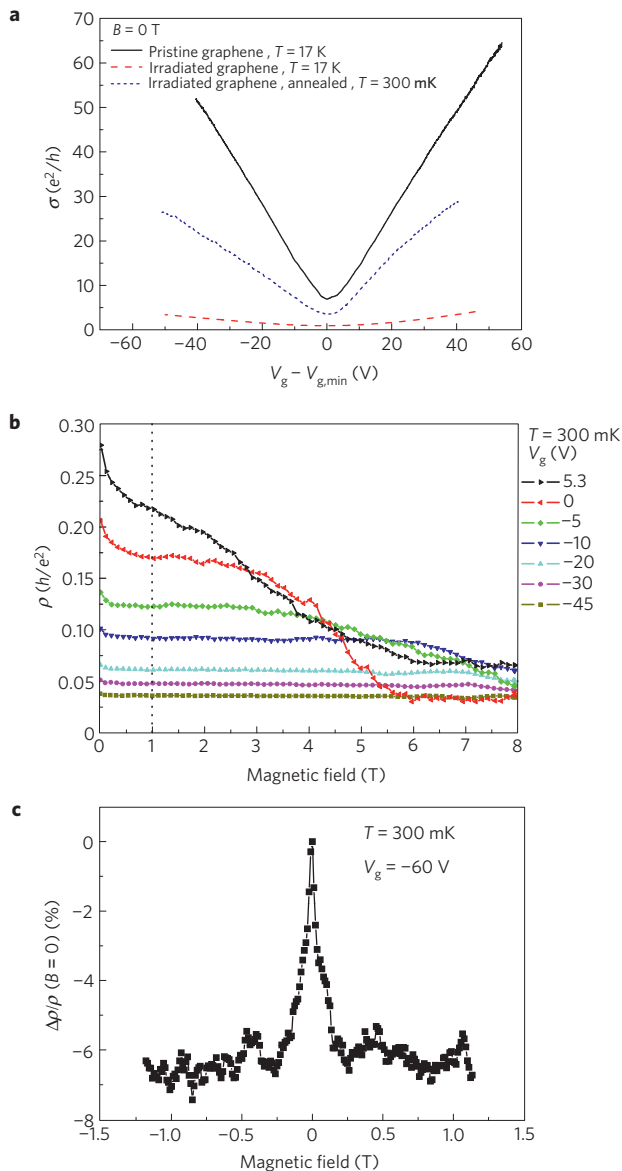 a
B = 0 T
Pristine graphene , T = 17 K
Irradiated graphene , T = 17 K
Irradiated graphene , annealed , T = 300 mK
σ (e²/h)
65
60
50
40
30
20
10
0
−60 −40 −20 0 20 40 60
Vg − Vg,min (V)
b
T = 300 mK
Vg (V)
5.3
0
−5
−10
−20
−30
−45
ρ (h/e²)
0.30
0.25
0.20
0.15
0.10
0.05
0
0 1 2 3 4 5 6 7 8
Magnetic field (T)
c
T = 300 mK
Vg = −60 V
Δρ/ρ (B = 0) (%)
0
−2
−4
−6
−8
−1.5 −1.0 −0.5 0 0.5 1.0 1.5
Magnetic field (T)